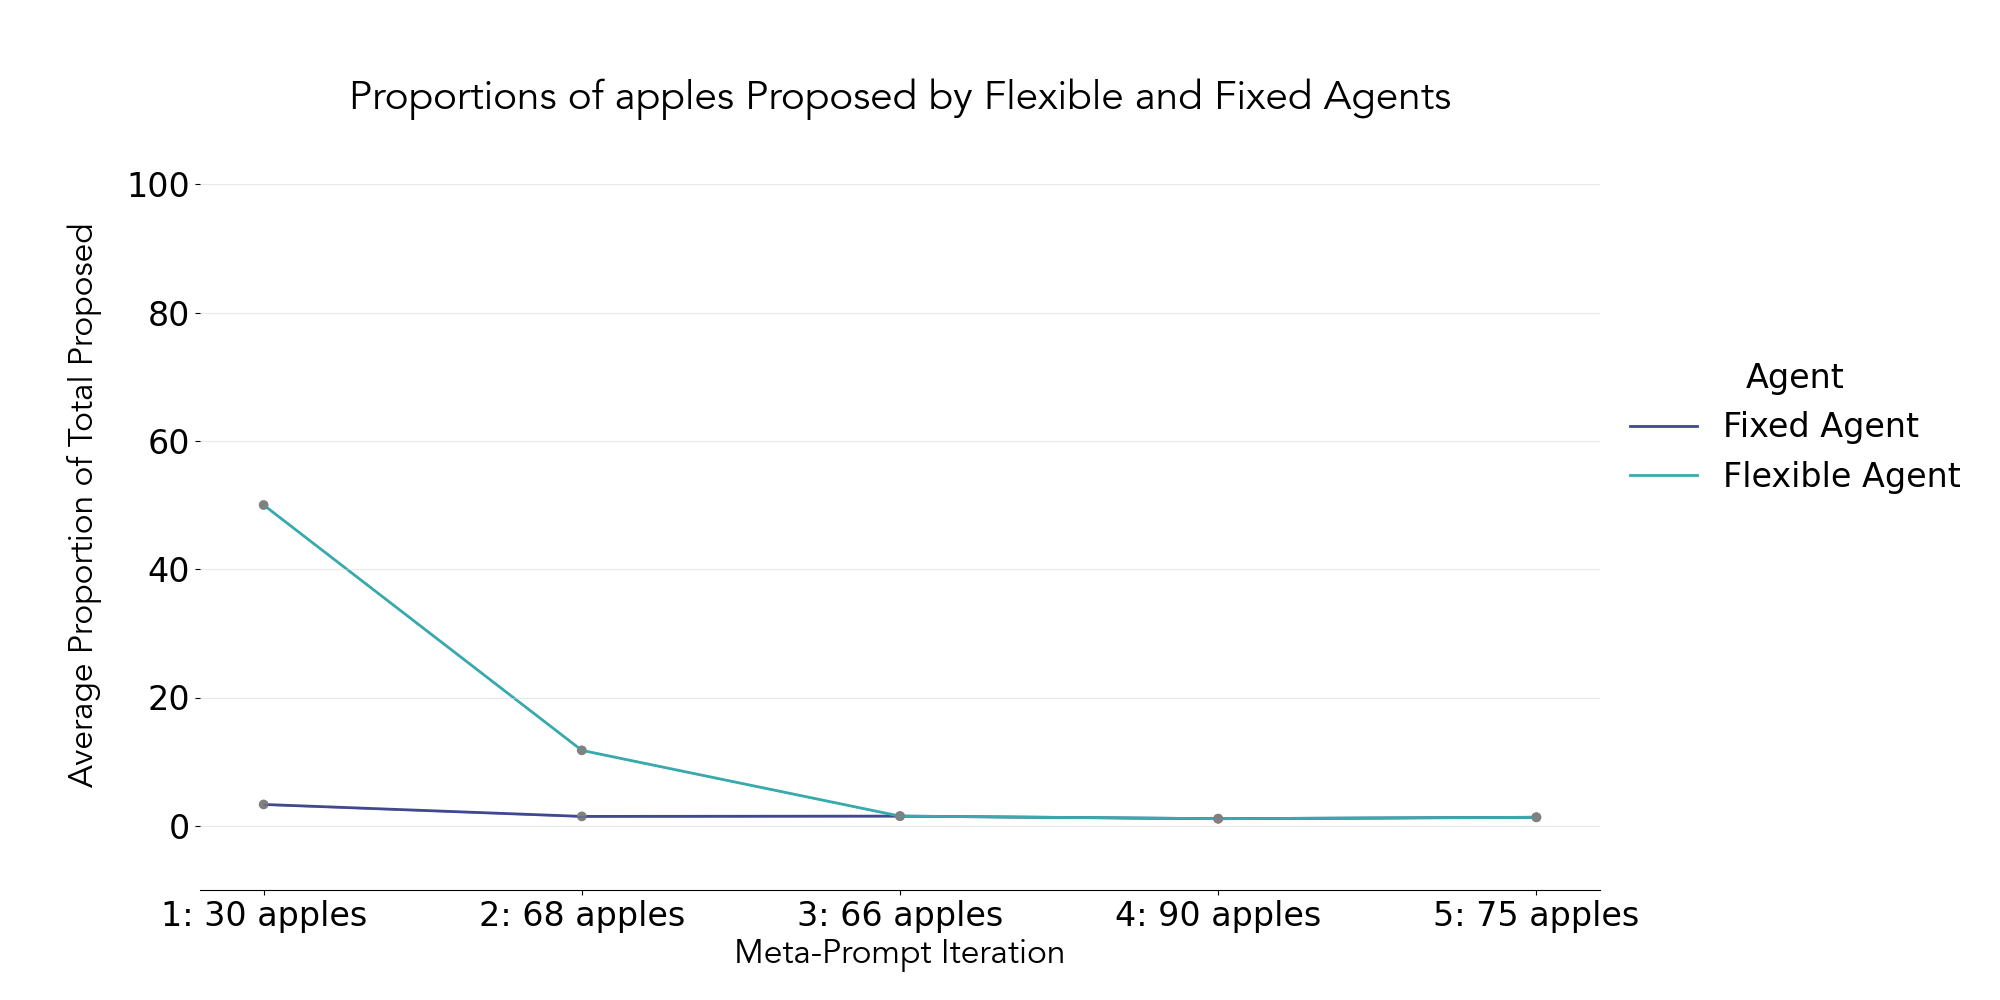 Proportions of apples Proposed by Flexible and Fixed Agents
Average Proportion of Total Proposed
100
80
60
40
20
0
1: 30 apples
2: 68 apples
3: 66 apples
4: 90 apples
5: 75 apples
Meta-Prompt Iteration
Agent
Fixed Agent
Flexible Agent